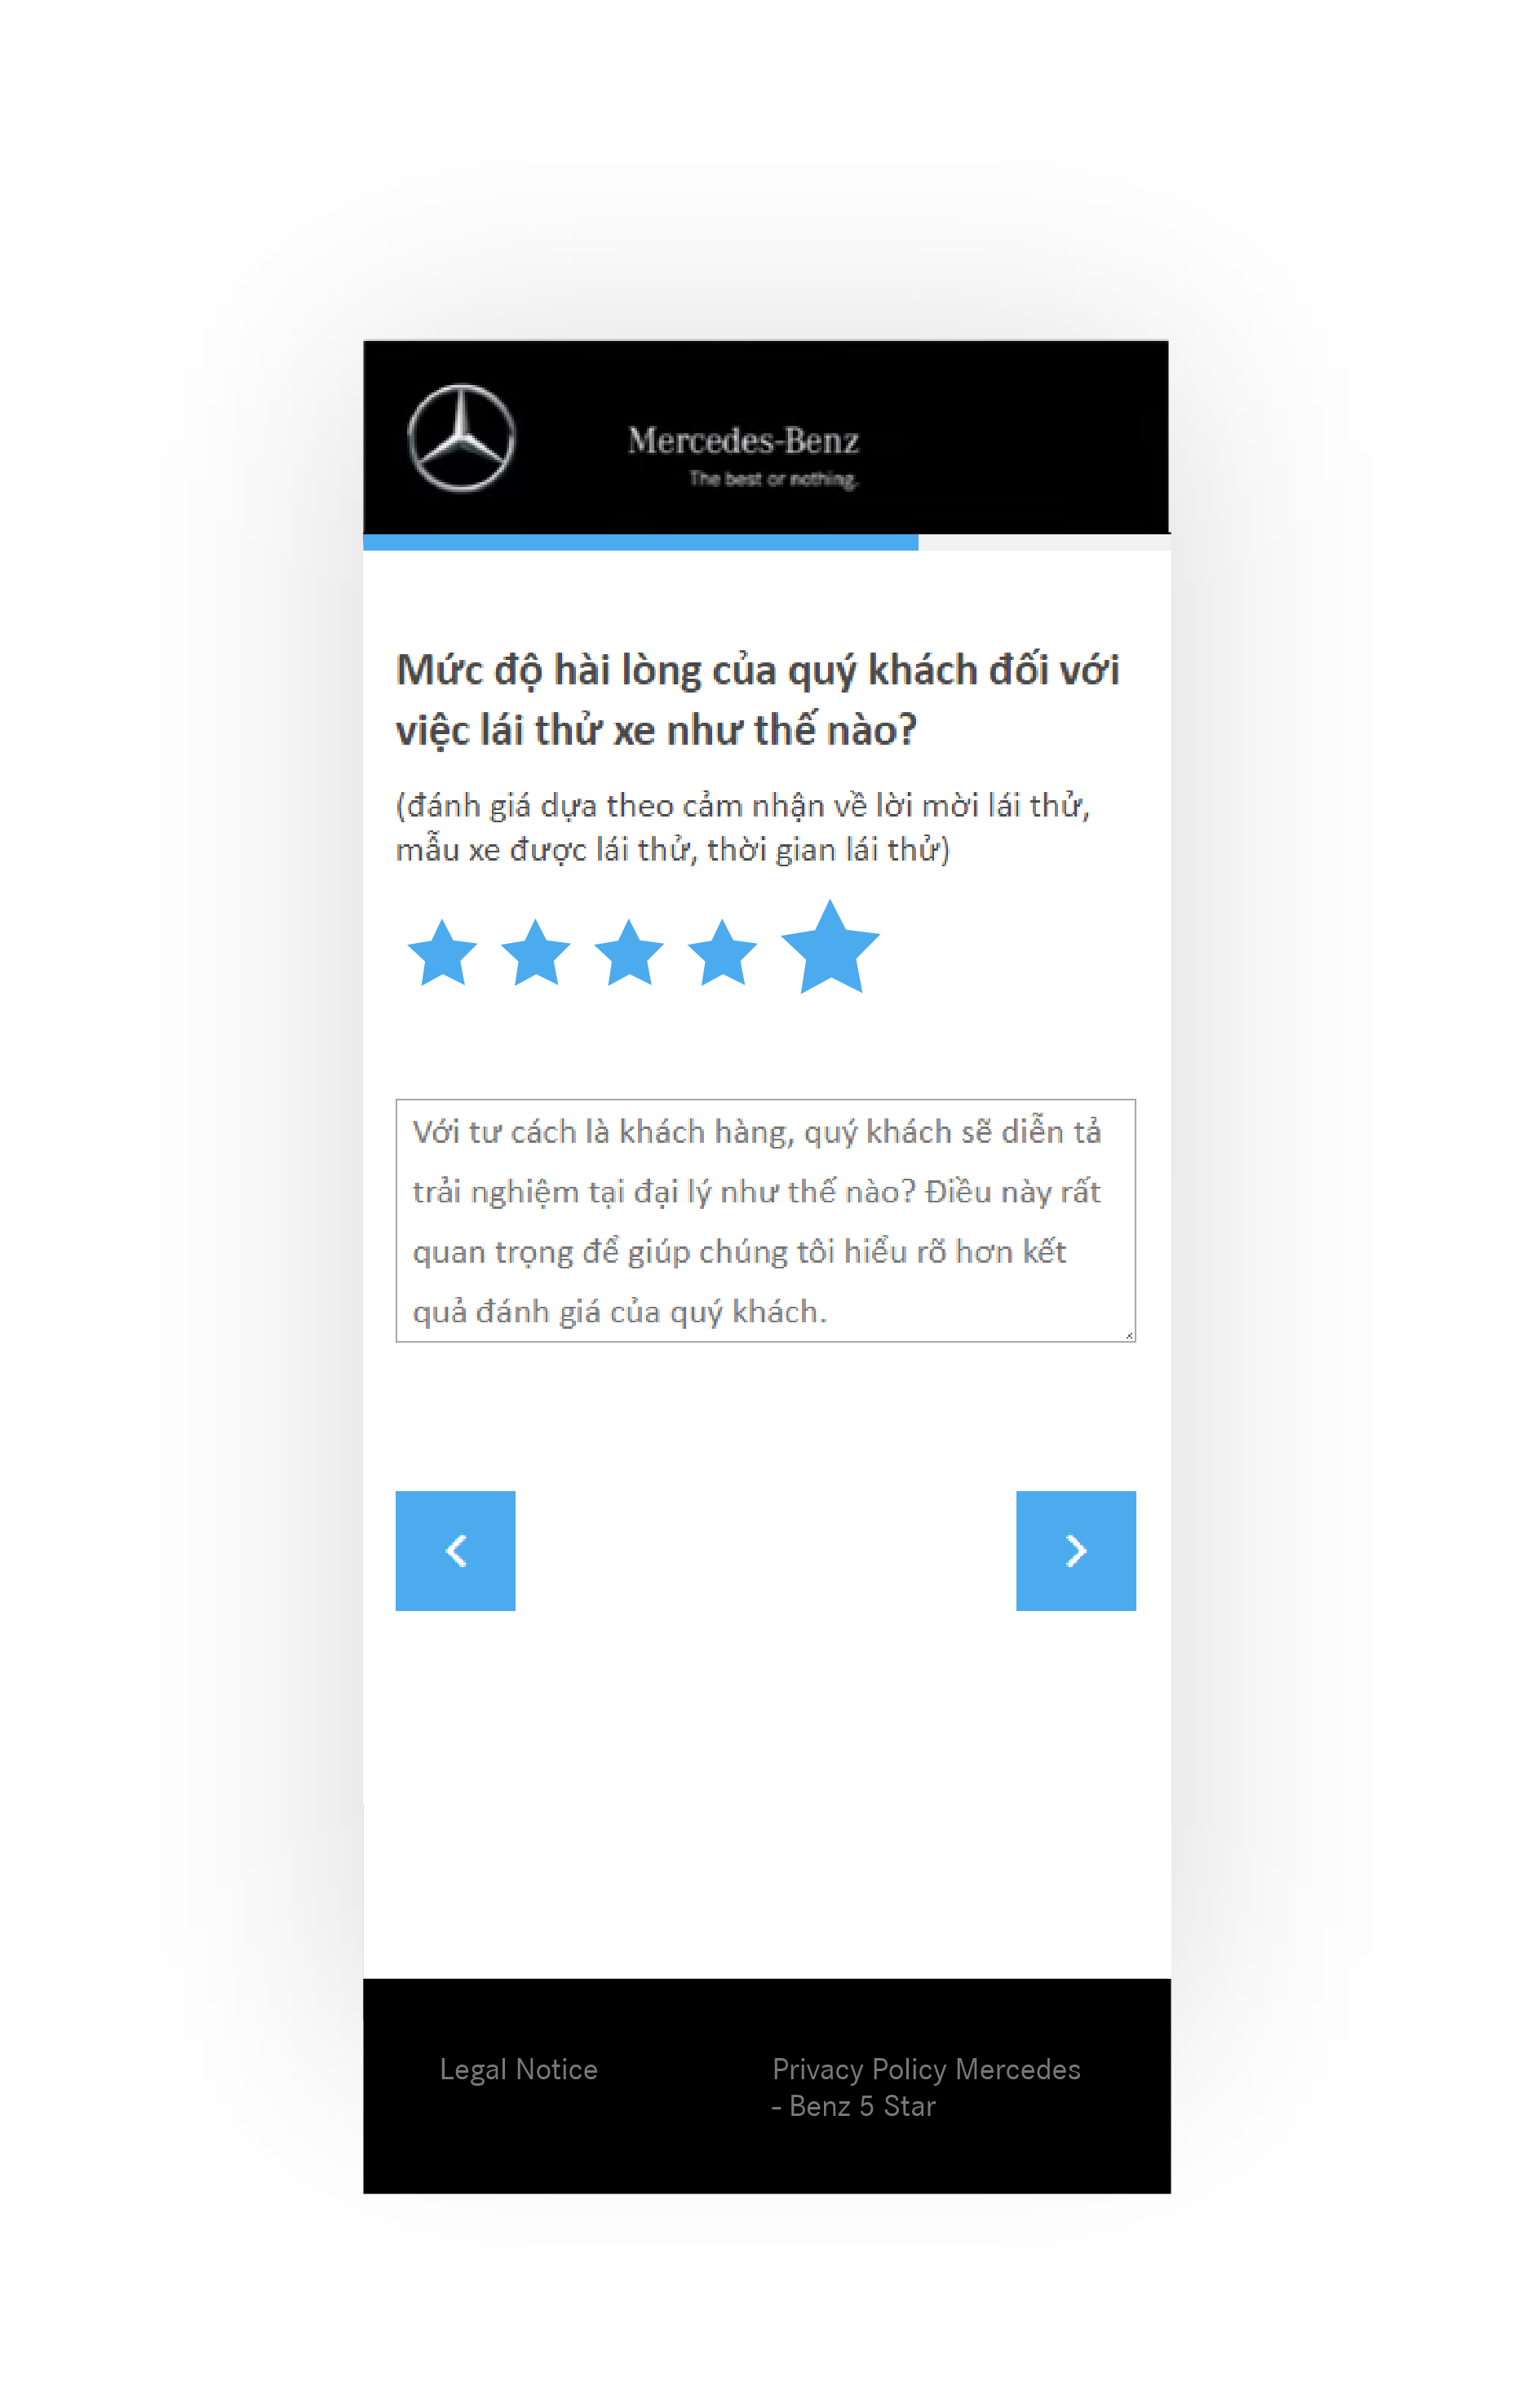 Mercedes-Benz
The best or nothing.
Mức độ hài lòng của quý khách đối với
việc lái thử xe như thế nào?
(đánh giá dựa theo cảm nhận về lời mời lái thử,
mẫu xe được lái thử, thời gian lái thử)
Với tư cách là khách hàng, quý khách sẽ diễn tả
trải nghiệm tại đại lý như thế nào? Điều này rất
quan trọng để giúp chúng tôi hiểu rõ hơn kết
quả đánh giá của quý khách.
Legal Notice
Privacy Policy Mercedes
- Benz 5 Star